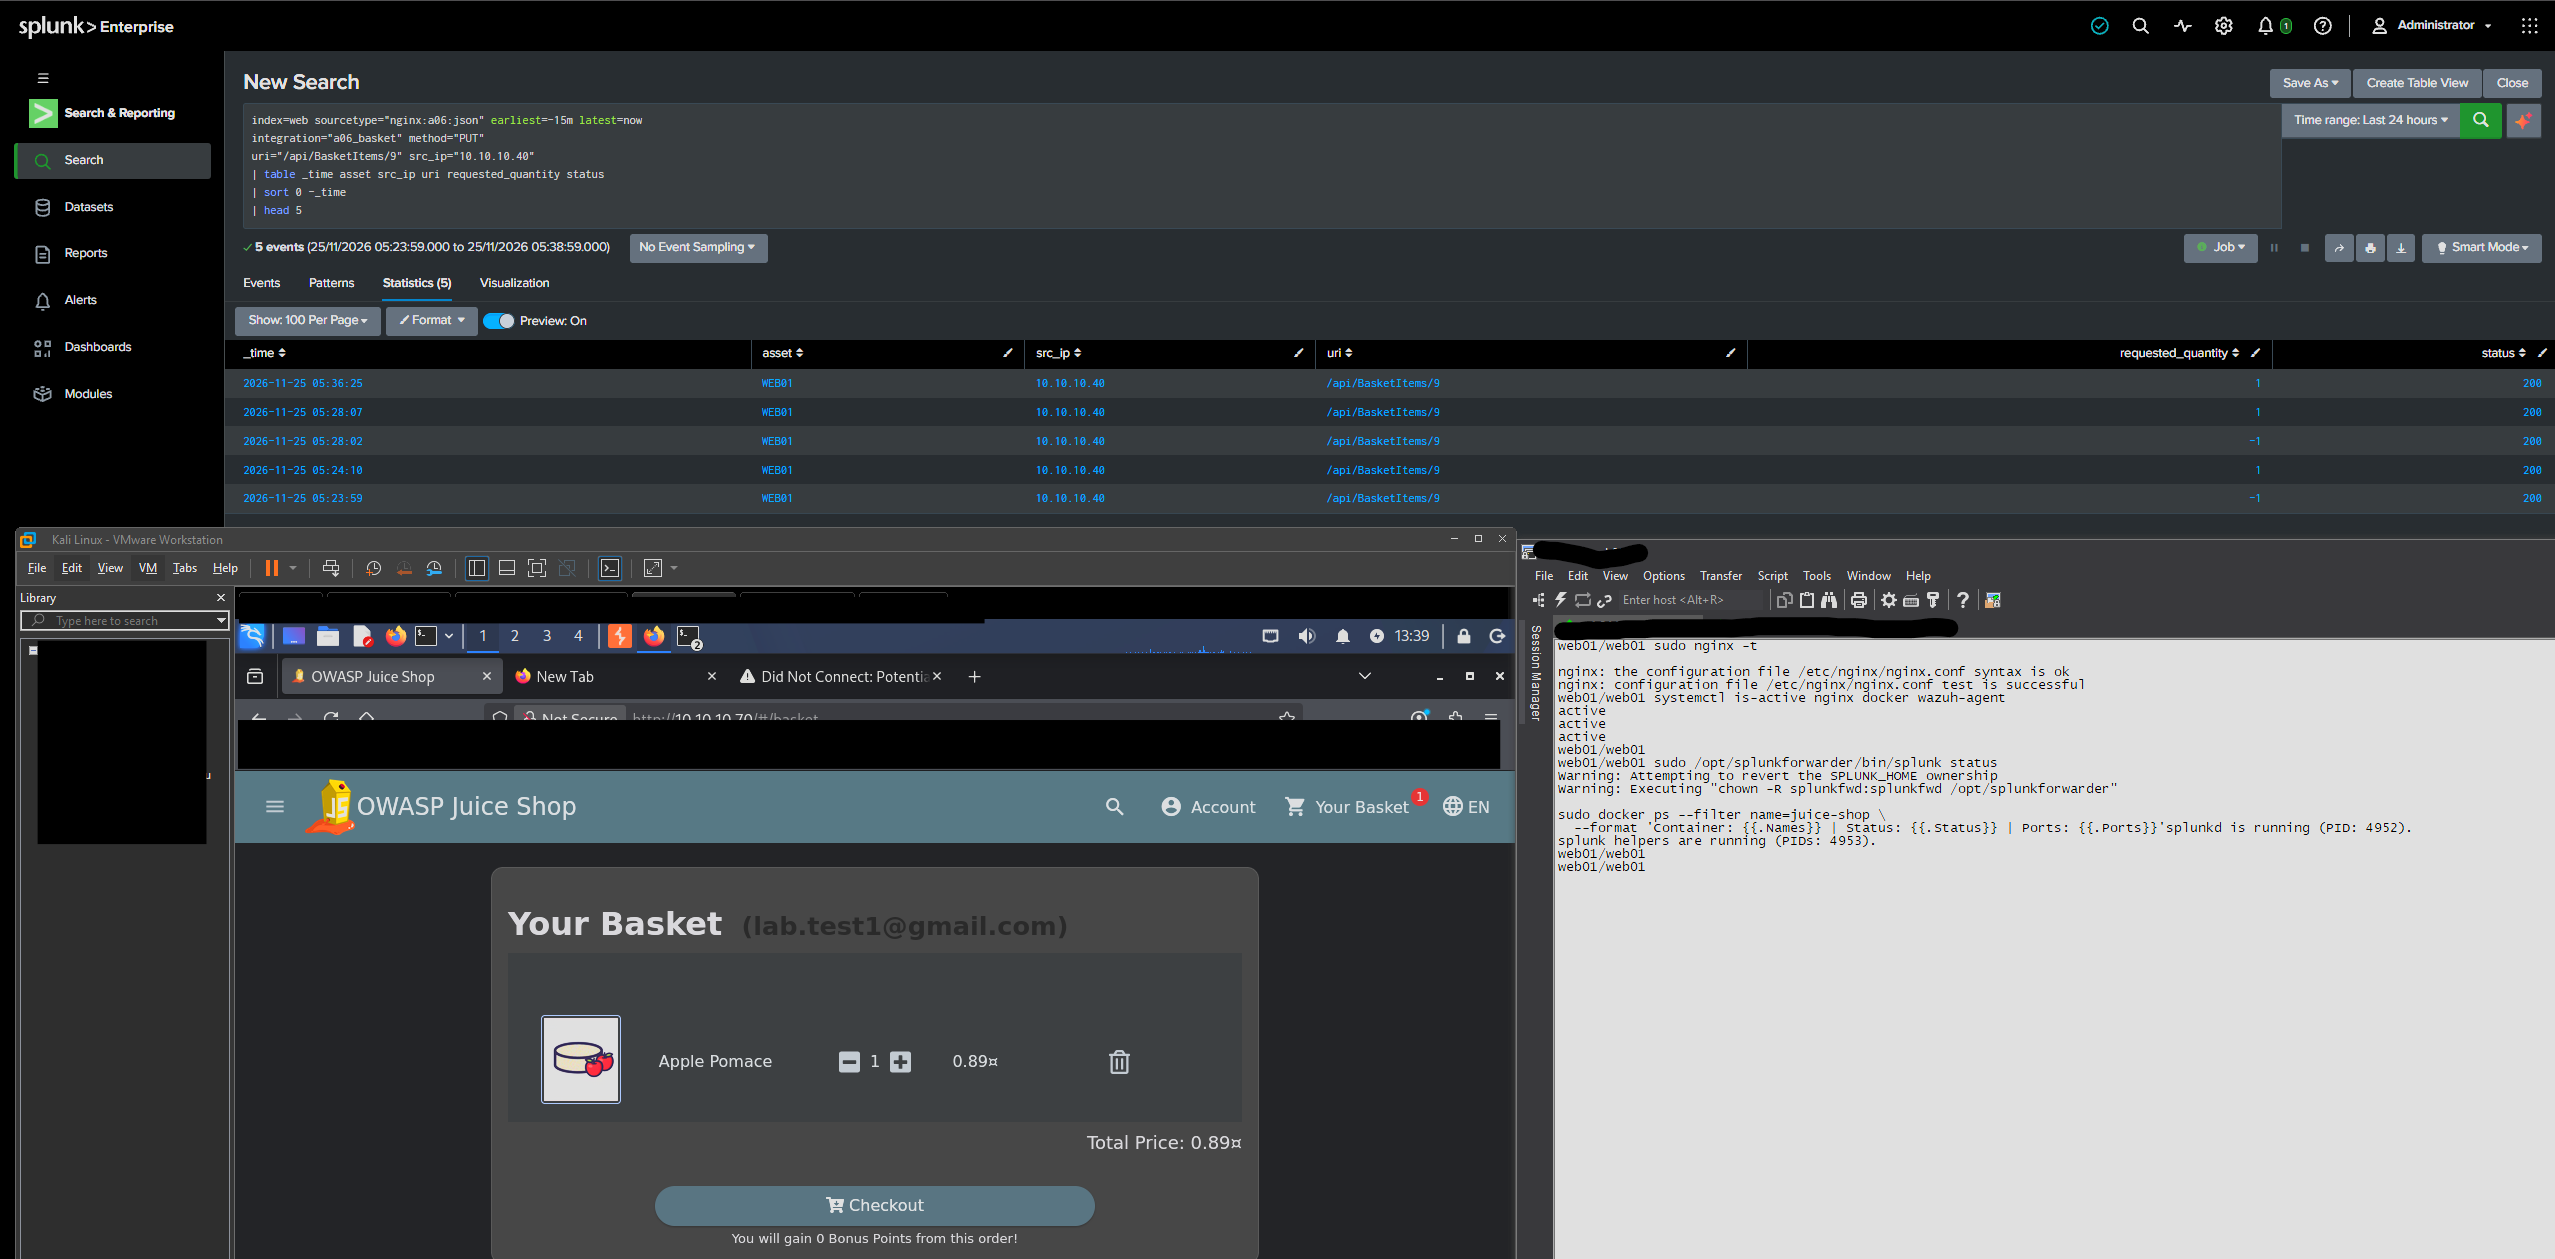 splunk>Enterprise
1
Administrator
Search & Reporting
Search
Datasets
Reports
Alerts
Dashboards
Modules
New Search
Save As
Create Table View
Close
index=web sourcetype="nginx:a06:json" earliest=-15m latest=now
integration="a06_basket" method="PUT"
uri="/api/BasketItems/9" src_ip="10.10.10.40"
| table _time asset src_ip uri requested_quantity status
| sort 0 -_time
| head 5
Time range: Last 24 hours
5 events (25/11/2026 05:23:59.000 to 25/11/2026 05:38:59.000)
No Event Sampling
Job
Smart Mode
Events
Patterns
Statistics (5)
Visualization
Show: 100 Per Page
Format
Preview: On
_time asset src_ip uri requested_quantity status
2026-11-25 05:36:25 WEB01 10.10.10.40 /api/BasketItems/9 1 200
2026-11-25 05:28:07 WEB01 10.10.10.40 /api/BasketItems/9 1 200
2026-11-25 05:28:02 WEB01 10.10.10.40 /api/BasketItems/9 -1 200
2026-11-25 05:24:10 WEB01 10.10.10.40 /api/BasketItems/9 1 200
2026-11-25 05:23:59 WEB01 10.10.10.40 /api/BasketItems/9 -1 200
Kali Linux - VMware Workstation
File Edit View VM Tabs Help
Library
Type here to search
1 2 3 4
2
13:39
OWASP Juice Shop
New Tab
Did Not Connect: Potentia
Not Secure
http://10.10.10.70/#/basket
JS
OWASP Juice Shop
Account
Your Basket
1
EN
Your Basket (lab.test1@gmail.com)
Apple Pomace
1
0.89¤
Total Price: 0.89¤
Checkout
You will gain 0 Bonus Points from this order!
File Edit View Options Transfer Script Tools Window Help
Enter host <Alt+R>
Session Manager
web01/web01 sudo nginx -t
nginx: the configuration file /etc/nginx/nginx.conf syntax is ok
nginx: configuration file /etc/nginx/nginx.conf test is successful
web01/web01 systemctl is-active nginx docker wazuh-agent
active
active
active
web01/web01
web01/web01 sudo /opt/splunkforwarder/bin/splunk status
Warning: Attempting to revert the SPLUNK_HOME ownership
Warning: Executing "chown -R splunkfwd:splunkfwd /opt/splunkforwarder"
sudo docker ps --filter name=juice-shop \
--format 'Container: {{.Names}} | Status: {{.Status}} | Ports: {{.Ports}}'splunkd is running (PID: 4952).
splunk helpers are running (PIDs: 4953).
web01/web01
web01/web01